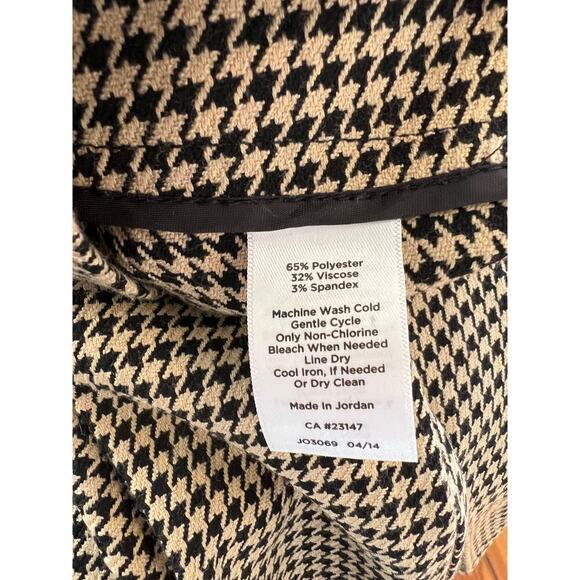 65% Polyester
32% Viscose
3% Spandex
Machine Wash Cold
Gentle Cycle
Only Non-Chlorine
Bleach When Needed
Line Dry
Cool Iron, If Needed
Or Dry Clean
Made In Jordan
CA #23147
JO3069 04/14